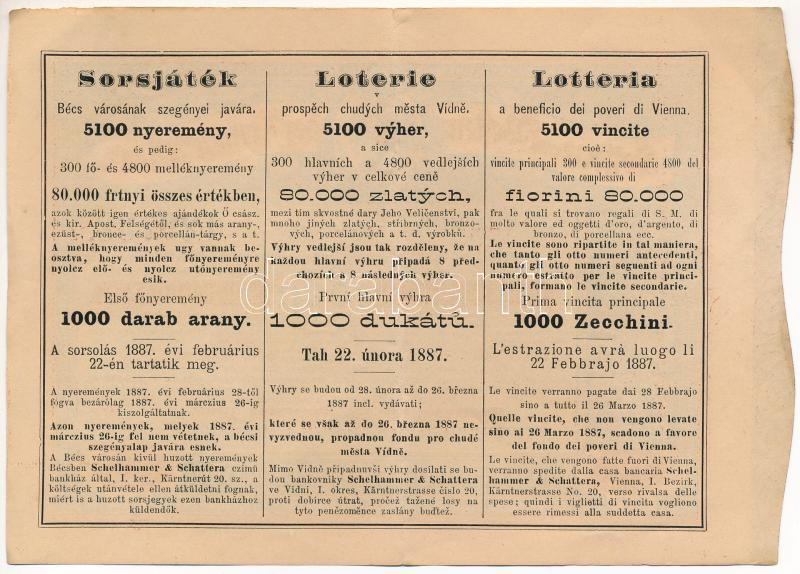 Sorsjáték
Bécs városának szegényei javára.
5100 nyeremény,
és pedig:
300 fő- és 4800 melléknyeremény
80.000 frtnyi összes értékben,
azok között igen értékes ajándékok Ő csász.
és kir. Apost. Felségétől, és sok más arany-,
ezüst-, bronce- és porcellán-tárgy, s a t.
A melléknyeremények ugy vannak be-
osztva, hogy minden főnyereményre
nyolcz elő- és nyolcz utónyeremény
esik.
Első főnyeremény
1000 darab arany.
A sorsolás 1887. évi februárius
22-én tartatik meg.
A nyeremények 1887. évi februárius 28-tól
fogva bezárólag 1887. évi márczius 26-ig
kiszolgáltatnak.
Azon nyeremények, melyek 1887. évi
márczius 26-ig fel nem vétetnek, a bécsi
szegényalap javára esnek.
A Bécs városán kivül huzott nyeremények
Bécsben Schelhammer & Schattera czimű
bankház által, I. ker., Kärntnerút 20. sz., a
költségek utánvétele ellen átküldetni fognak,
miért is a huzott sorsjegyek ezen bankházhoz
küldendők.
Loterie
v
prospěch chudých města Vídně.
5100 výher,
a sice
300 hlavních a 4800 vedlejších
výher v celkové ceně
80.000 zlatých,
mezi tím skvostné dary Jeho Veličenství, pak
mnoho jiných zlatých, stříbrných, bronzo-
vých, porcelánových a t. d. výrobků.
Výhry vedlejší jsou tak rozděleny, že na
každou hlavní výhru připadá 8 před-
chozích a 8 následných výher.
První hlavní výhra
1000 dukátů.
Tah 22. února 1887.
Výhry se budou od 28. února až do 26. března
1887 incl. vydávati;
které se však až do 26. března 1887 ne-
vyzvednou, propadnou fondu pro chudé
města Vídně.
Mimo Vídně připadnuvší výhry dosílati se bu-
dou bankovníky Schelhammer & Schattera
ve Vídni, I. okres, Kärntnerstrasse číslo 20,
proti dobírce útrat, pročež tažené losy na
tyto penězoměnce zaslány buďtež.
Lotteria
a beneficio dei poveri di Vienna.
5100 vincite
cioè:
vincite principali 300 e vincite secondarie 4800 del
valore complessivo di
fiorini 80.000
fra le quali si trovano regali di S. M. di
molto valore ed oggetti d'oro, d'argento, di
bronzo, di porcellana ecc.
Le vincite sono ripartite in tal maniera,
che tanto gli otto numeri antecedenti,
quanto gli otto numeri seguenti ad ogni
numero estratto per le vincite princi-
pali, formano le vincite secondarie.
Prima vincita principale
1000 Zecchini.
L'estrazione avrà luogo li
22 Febbrajo 1887.
Le vincite verranno pagate dai 28 Febbrajo
sino a tutto il 26 Marzo 1887.
Quelle vincite, che non vengono levate
sino ai 26 Marzo 1887, scadono a favore
del fondo dei poveri di Vienna.
Le vincite, che vengono fatte fuori di Vienna,
verranno spedite dalla casa bancaria Schel-
hammer & Schattera, Vienna, I. Bezirk,
Kärntnerstrasse No. 20, verso rivalsa delle
spese; quindi i viglietti di vincita vogliono
essere rimessi alla suddetta casa.
darabanth